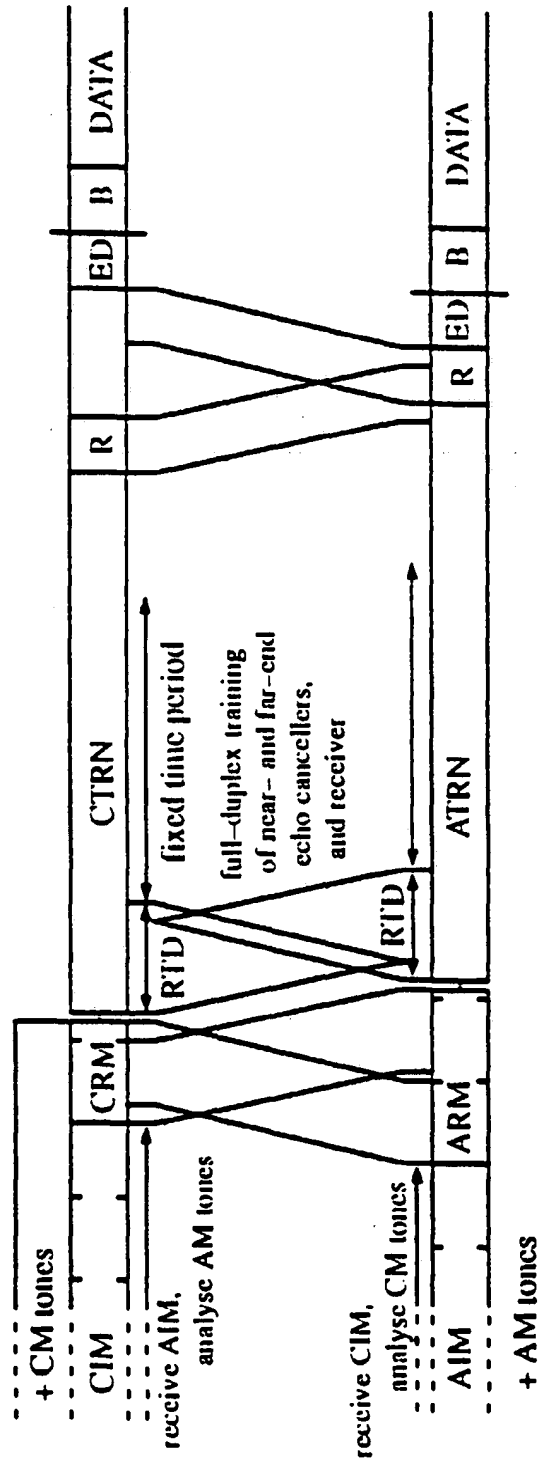 + CM tones
CIM
CRM
CTRN
R
ED
B
DATA
receive AIM,
analyse AM tones
RTD
fixed time period
full-duplex training
of near- and far-end
echo cancellers,
and receiver
receive CIM,
analyse CM tones
RTD
AIM
ARM
ATRN
R
ED
B
DATA
+ AM tones